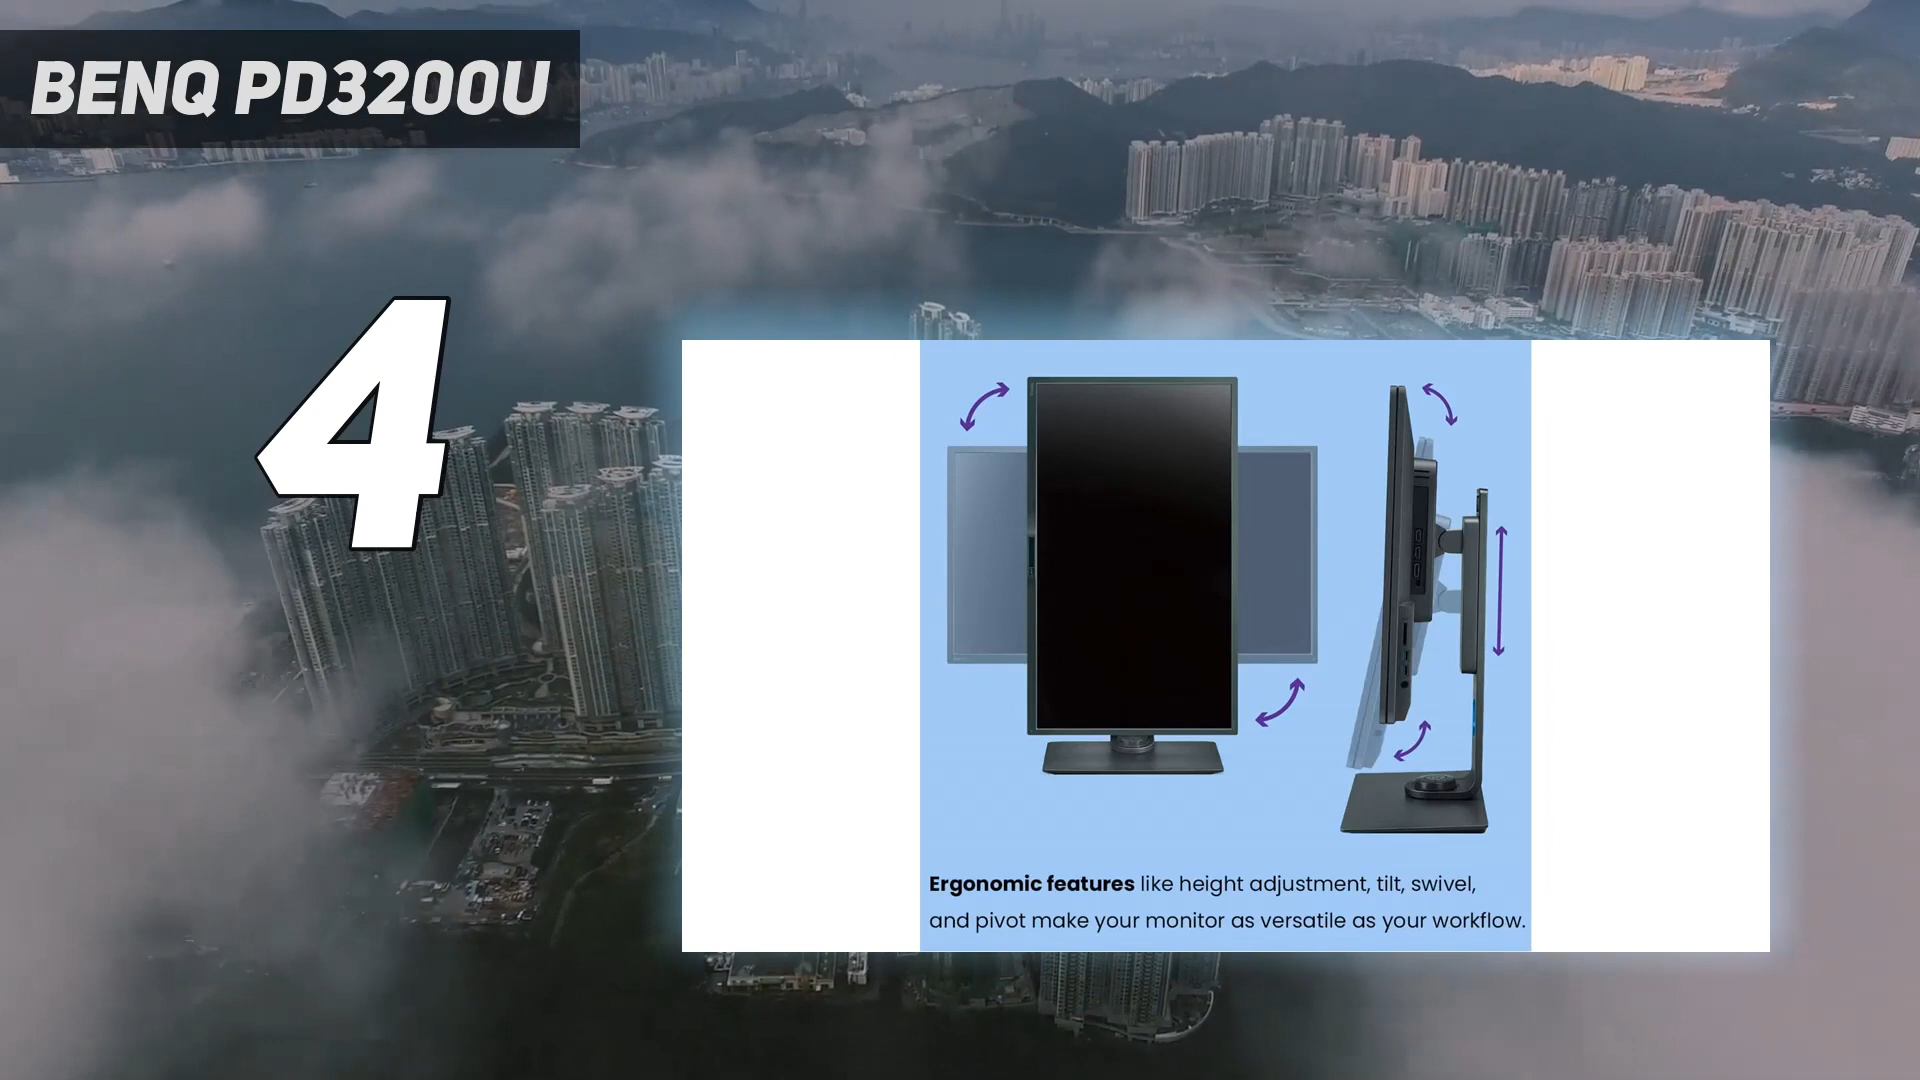 BENQ PD3200U
4
Ergonomic features like height adjustment, tilt, swivel,
and pivot make your monitor as versatile as your workflow.